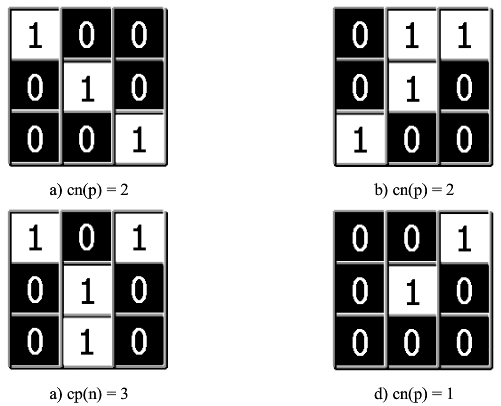 1 0 0
0 1 0
0 0 1
a) cn(p) = 2
0 1 1
0 1 0
1 0 0
b) cn(p) = 2
1 0 1
0 1 0
0 1 0
a) cp(n) = 3
0 0 1
0 1 0
0 0 0
d) cn(p) = 1